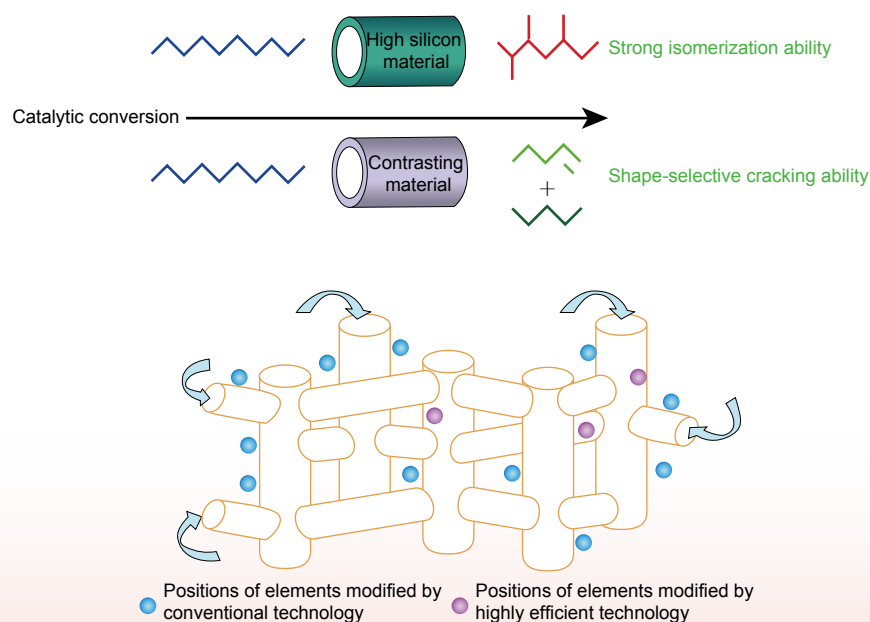 High silicon
material
Strong isomerization ability
Catalytic conversion
Contrasting
material
+
Shape-selective cracking ability
Positions of elements modified by
conventional technology
Positions of elements modified by
highly efficient technology